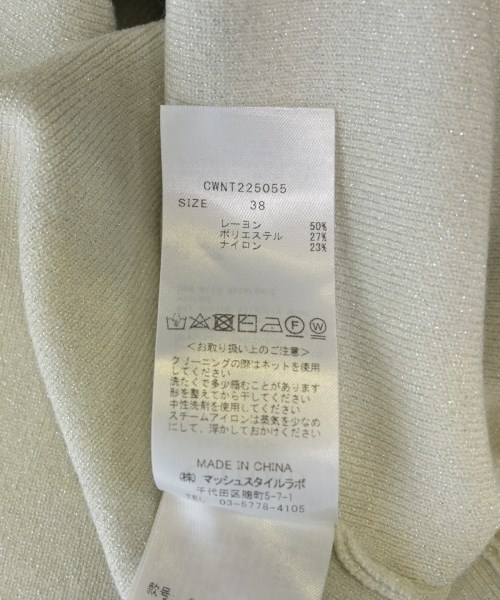 CWNT225055
SIZE 38
レーヨン 50%
ポリエステル 27%
ナイロン 23%
F W
<お取り扱い上のご注意>
クリーニングの際はネットを使用
してください
洗たくで多少縮むことがあります
形を整えてから干してください
中性洗剤を使用してください
スチームアイロンは蒸気を少なめ
にして、浮かしておかけください
MADE IN CHINA
(株) マッシュスタイルラボ
千代田区麹町5-7-1
TEL 03-5778-4105
款号